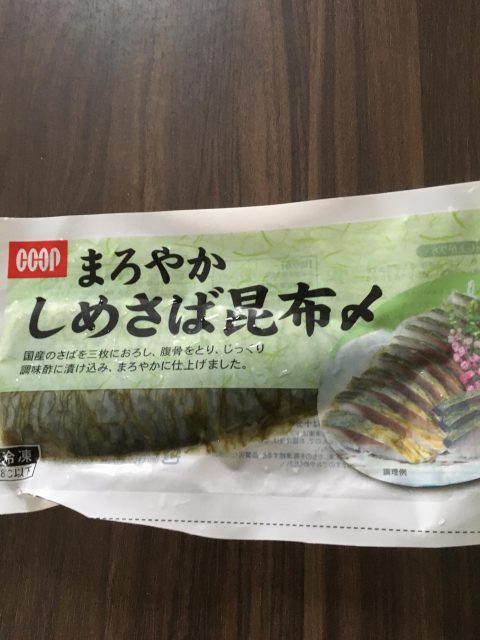 COOP
まろやか
しめさば昆布〆
国産のさばを三枚におろし、腹骨をとり、じっくり
調味酢に漬け込み、まろやかに仕上げました。
冷凍
調理例